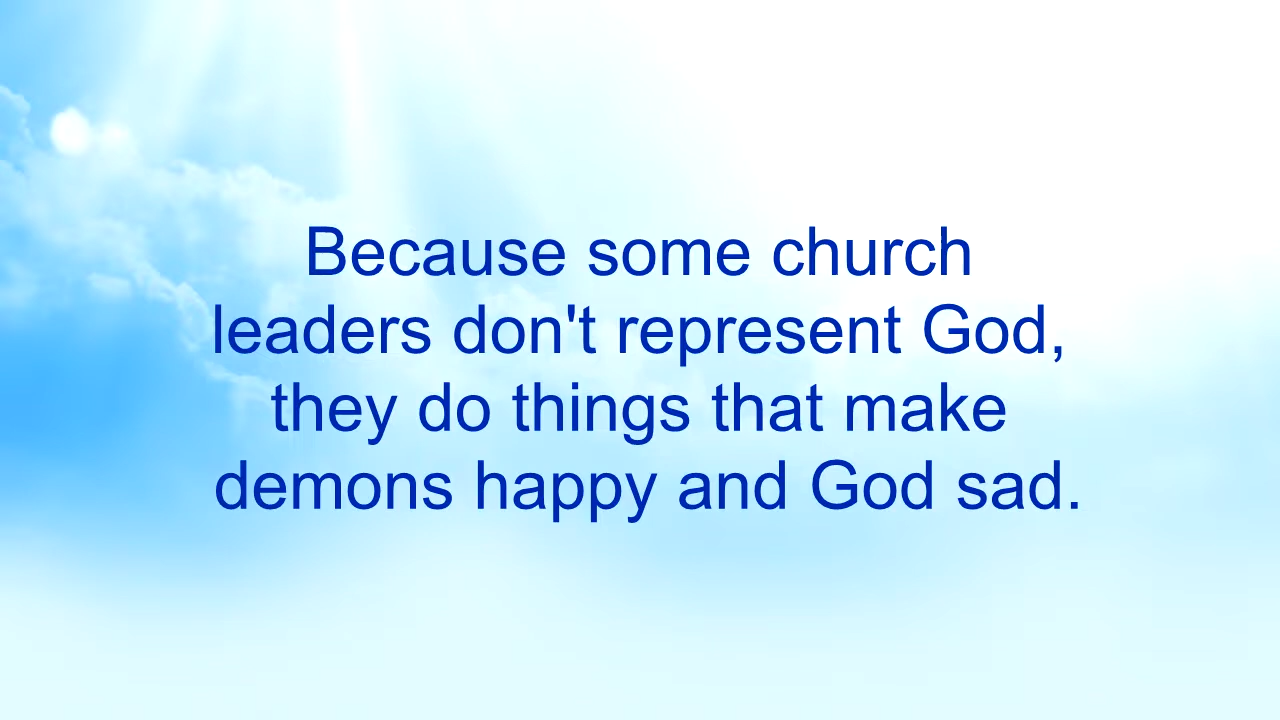 Because some church
leaders don't represent God,
they do things that make
demons happy and God sad.